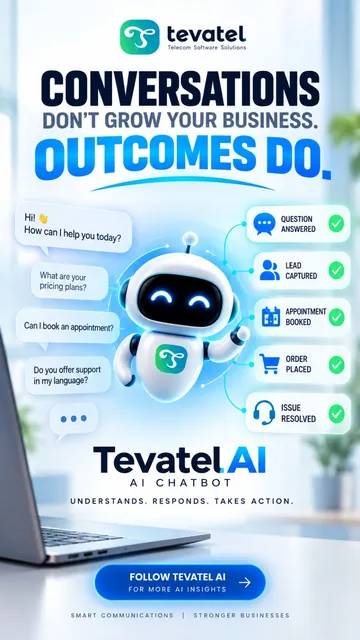 tevatel
Telecom Software Solutions
CONVERSATIONS
DON'T GROW YOUR BUSINESS.
OUTCOMES DO.
Hi! 👋
How can I help you today?
What are your
pricing plans?
Can I book an appointment?
Do you offer support
in my language?
QUESTION
ANSWERED
LEAD
CAPTURED
APPOINTMENT
BOOKED
ORDER
PLACED
ISSUE
RESOLVED
Tevatel.AI
AI CHATBOT
UNDERSTANDS. RESPONDS. TAKES ACTION.
FOLLOW TEVATEL AI
FOR MORE AI INSIGHTS
SMART COMMUNICATIONS | STRONGER BUSINESSES